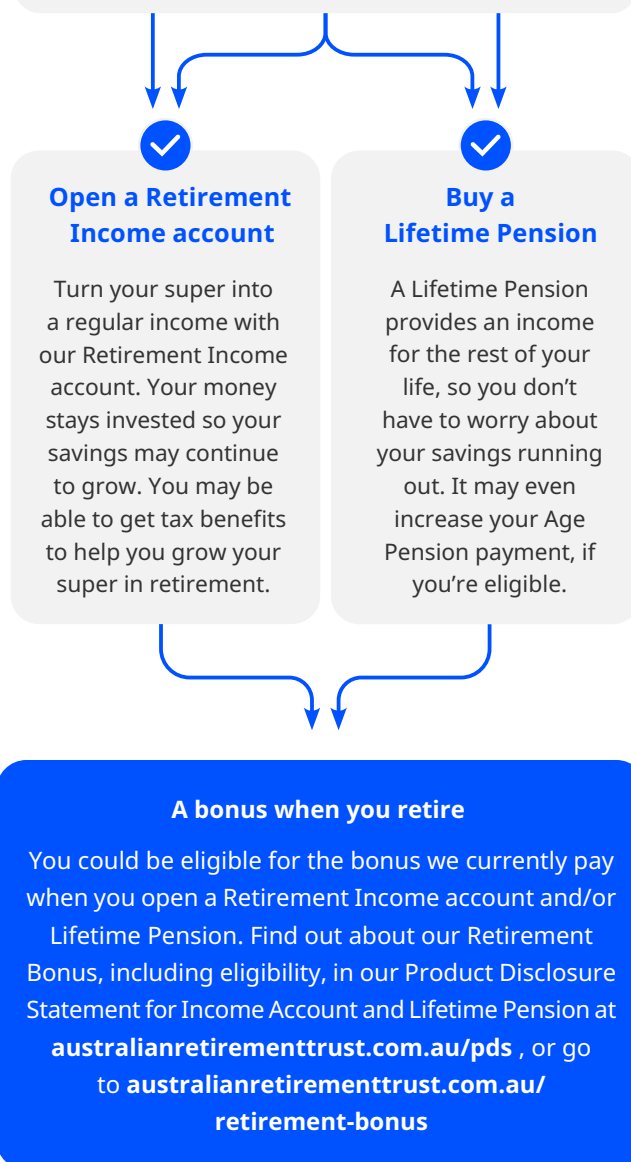 Open a Retirement
Income account
Turn your super into
a regular income with
our Retirement Income
account. Your money
stays invested so your
savings may continue
to grow. You may be
able to get tax benefits
to help you grow your
super in retirement.
Buy a
Lifetime Pension
A Lifetime Pension
provides an income
for the rest of your
life, so you don’t
have to worry about
your savings running
out. It may even
increase your Age
Pension payment, if
you’re eligible.
A bonus when you retire
You could be eligible for the bonus we currently pay
when you open a Retirement Income account and/or
Lifetime Pension. Find out about our Retirement
Bonus, including eligibility, in our Product Disclosure
Statement for Income Account and Lifetime Pension at
australianretirementtrust.com.au/pds , or go
to australianretirementtrust.com.au/
retirement-bonus